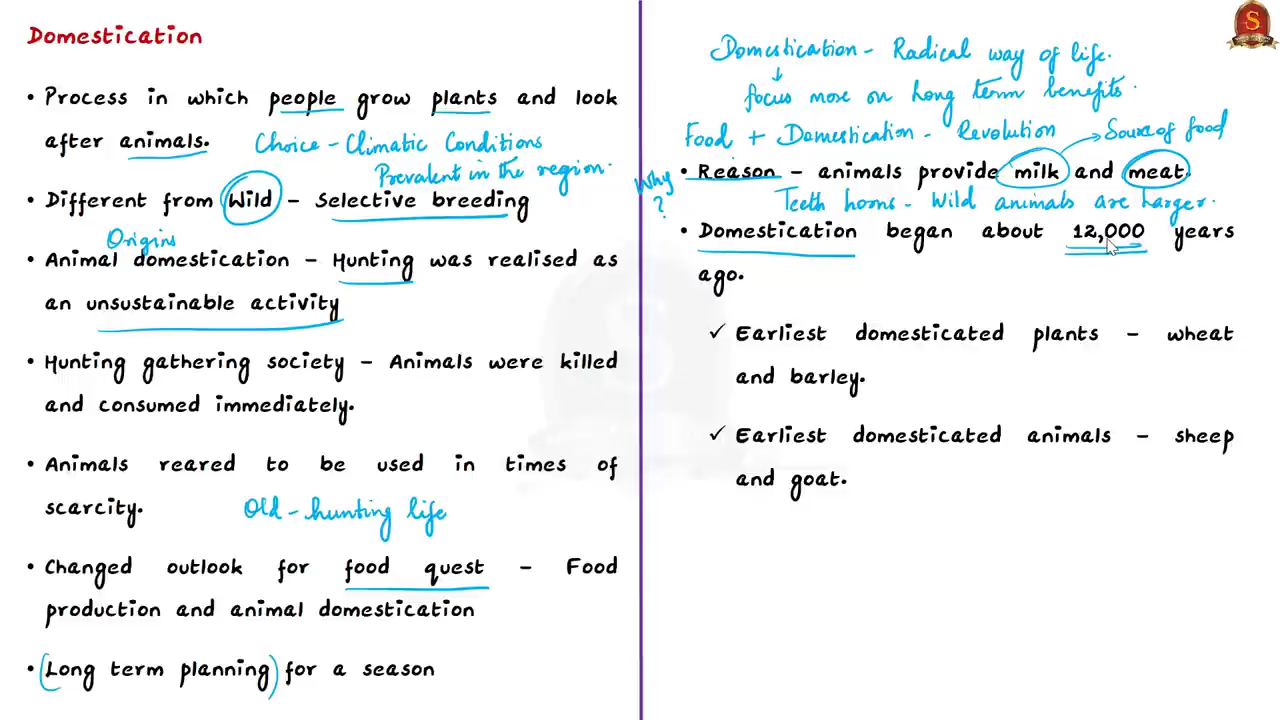 Domestication
• Process in which people grow plants and look
after animals.
Choice - Climatic Conditions
Prevalent in the region.
• Different from Wild – Selective breeding
Origins
• Animal domestication – Hunting was realised as
an unsustainable activity
• Hunting gathering society – Animals were killed
and consumed immediately.
• Animals reared to be used in times of
scarcity.
Old - hunting life
• Changed outlook for food quest – Food
production and animal domestication
• (Long term planning) for a season
Domestication - Radical way of life.
↓
focus more on Long term benefits.
Food + Domestication - Revolution
→ Source of food
Why
?
• Reason – animals provide milk and meat.
Teeth horns - Wild animals are Larger.
• Domestication began about 12,000 years
ago.
✓ Earliest domesticated plants – wheat
and barley.
✓ Earliest domesticated animals – sheep
and goat.
S